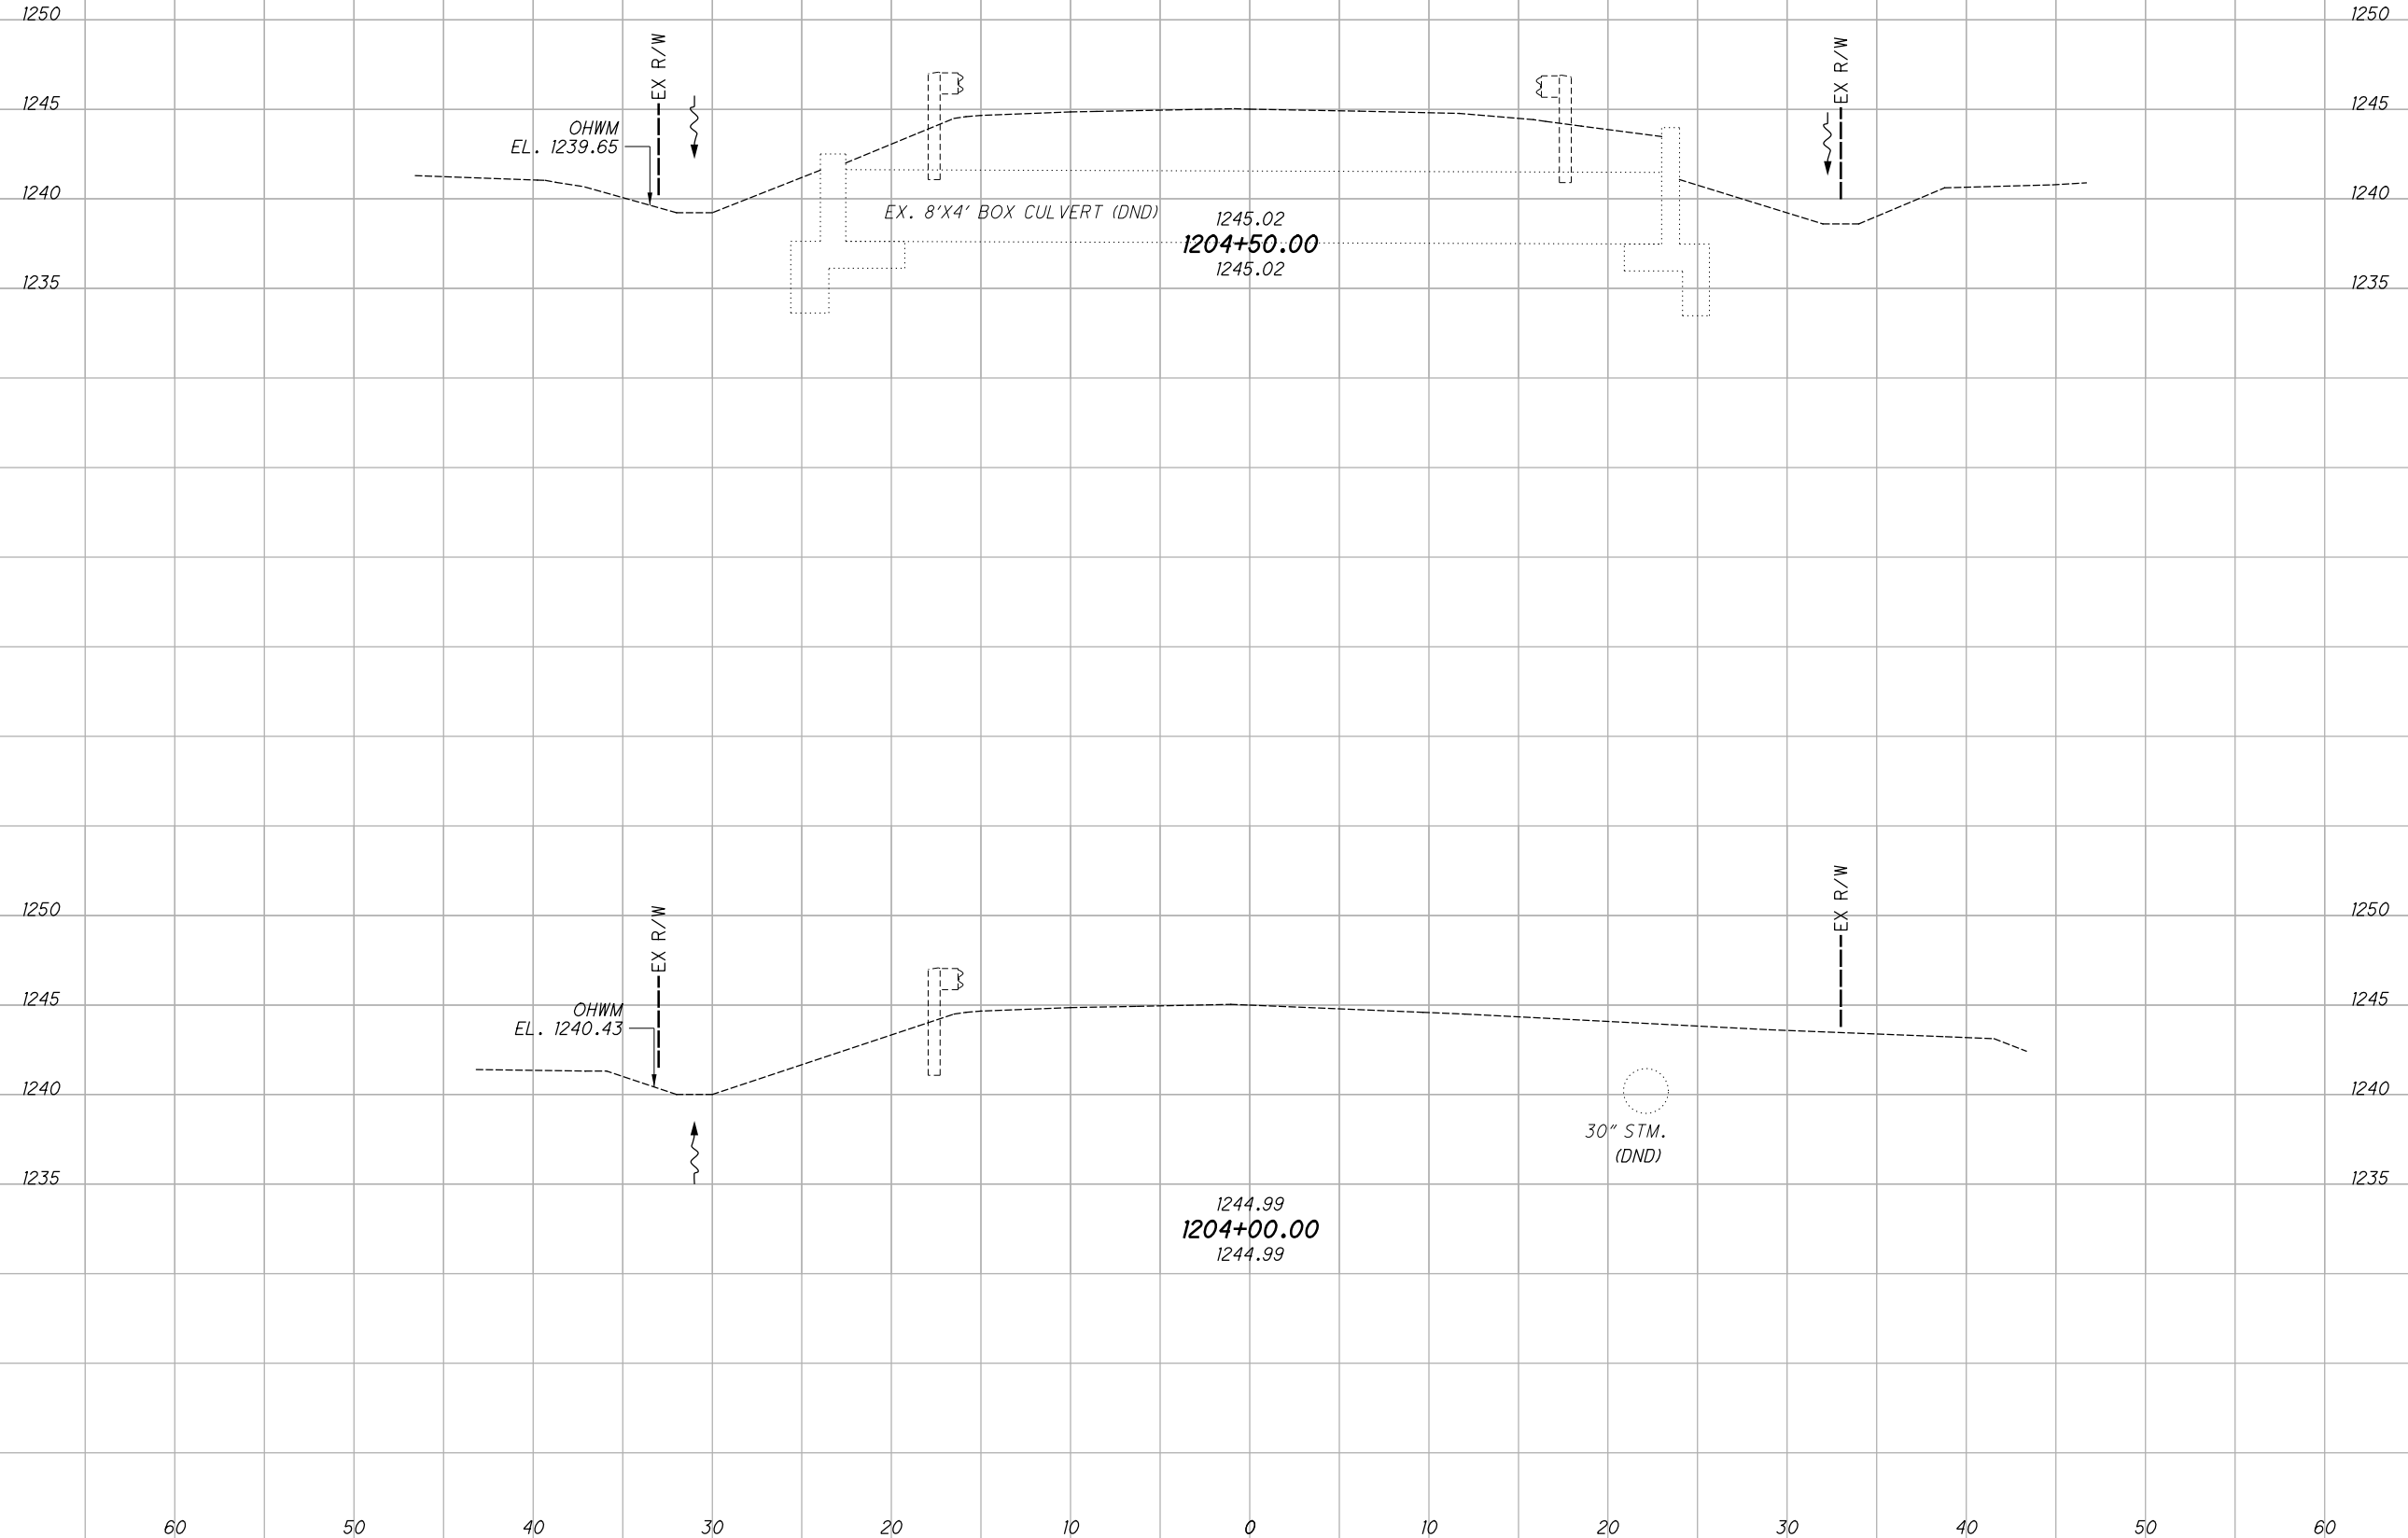 1250
1250
EX R/W
EX R/W
1245
1245
OHWM
EL. 1239.65
1240
1240
EX. 8'X4' BOX CULVERT (DND)
1245.02
1204+50.00
1245.02
1235
1235
1250
1250
EX R/W
EX R/W
1245
1245
OHWM
EL. 1240.43
1240
1240
30" STM.
(DND)
1235
1235
1244.99
1204+00.00
1244.99
60 50 40 30 20 10 0 10 20 30 40 50 60